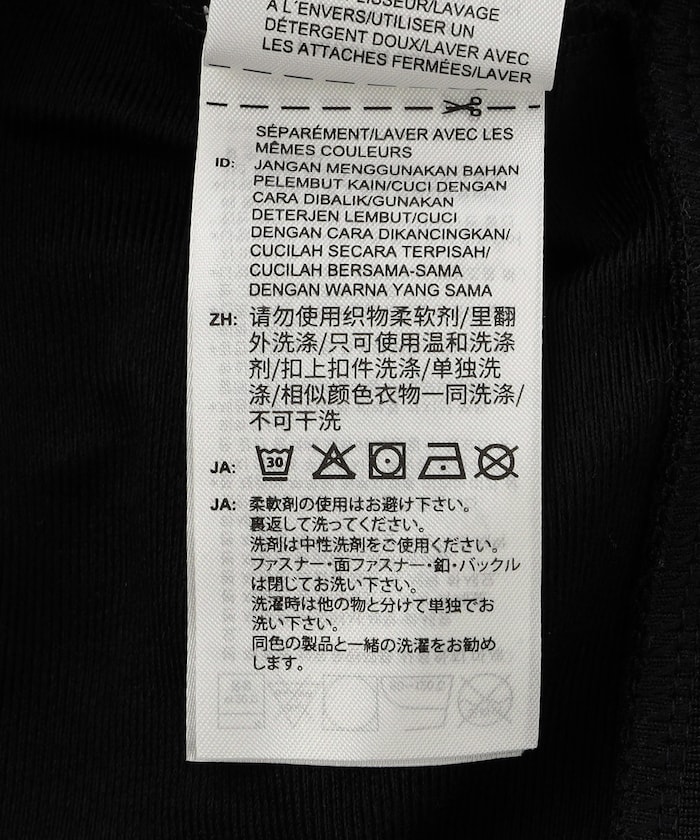 À L'ENVERS/UTILISER UN
DÉTERGENT DOUX/LAVER AVEC
LES ATTACHES FERMÉES/LAVER
SÉPARÉMENT/LAVER AVEC LES
MÊMES COULEURS
ID: JANGAN MENGGUNAKAN BAHAN
PELEMBUT KAIN/CUCI DENGAN
CARA DIBALIK/GUNAKAN
DETERJEN LEMBUT/CUCI
DENGAN CARA DIKANCINGKAN/
CUCILAH SECARA TERPISAH/
CUCILAH BERSAMA-SAMA
DENGAN WARNA YANG SAMA
ZH: 请勿使用织物柔软剂/里翻
外洗涤/只可使用温和洗涤
剂/扣上扣件洗涤/单独洗
涤/相似颜色衣物一同洗涤/
不可干洗
JA: 30
JA: 柔軟剤の使用はお避け下さい。
裏返して洗ってください。
洗剤は中性洗剤をご使用ください。
ファスナー・面ファスナー・釦・バックル
は閉じてお洗い下さい。
洗濯時は他の物と分けて単独でお
洗い下さい。
同色の製品と一緒の洗濯をお勧め
します。